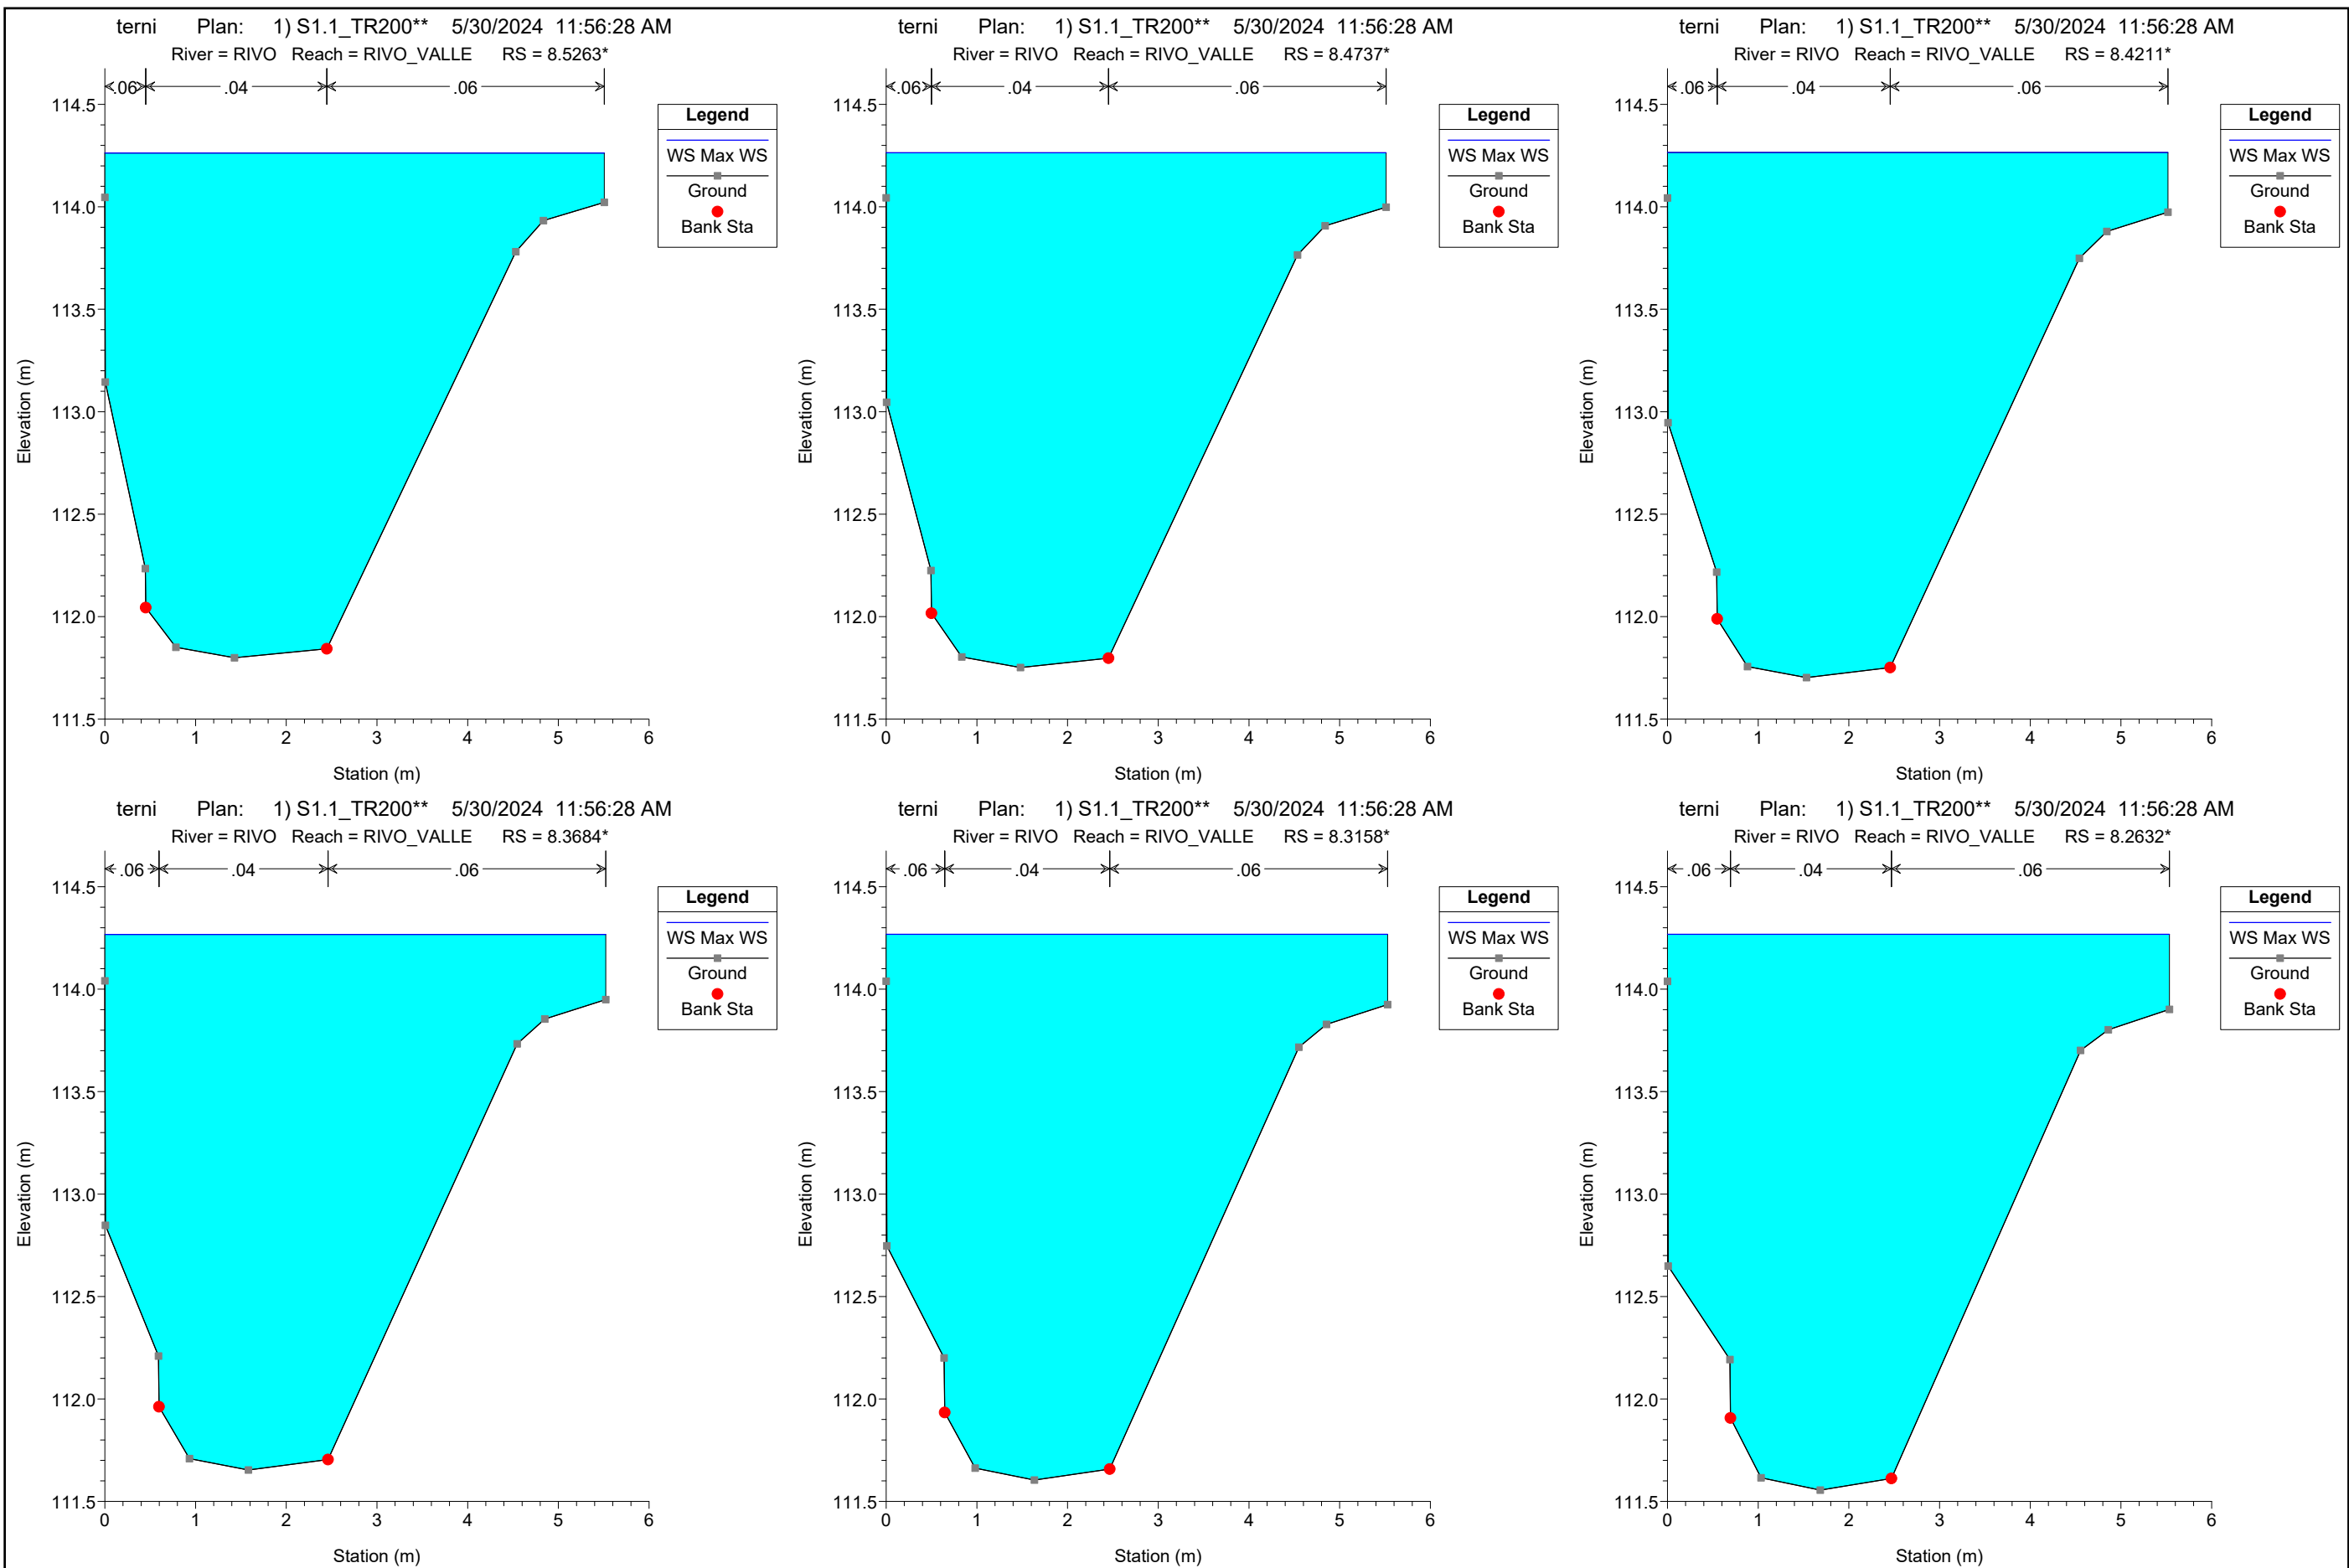 terni Plan: 1) S1.1_TR200** 5/30/2024 11:56:28 AM
River = RIVO Reach = RIVO_VALLE RS = 8.5263*
.06 .04 .06
Legend
WS Max WS
Ground
Bank Sta
114.5
114.0
113.5
113.0
112.5
112.0
111.5
Elevation (m)
0 1 2 3 4 5 6
Station (m)
terni Plan: 1) S1.1_TR200** 5/30/2024 11:56:28 AM
River = RIVO Reach = RIVO_VALLE RS = 8.4737*
.06 .04 .06
Legend
WS Max WS
Ground
Bank Sta
114.5
114.0
113.5
113.0
112.5
112.0
111.5
Elevation (m)
0 1 2 3 4 5 6
Station (m)
terni Plan: 1) S1.1_TR200** 5/30/2024 11:56:28 AM
River = RIVO Reach = RIVO_VALLE RS = 8.4211*
.06 .04 .06
Legend
WS Max WS
Ground
Bank Sta
114.5
114.0
113.5
113.0
112.5
112.0
111.5
Elevation (m)
0 1 2 3 4 5 6
Station (m)
terni Plan: 1) S1.1_TR200** 5/30/2024 11:56:28 AM
River = RIVO Reach = RIVO_VALLE RS = 8.3684*
.06 .04 .06
Legend
WS Max WS
Ground
Bank Sta
114.5
114.0
113.5
113.0
112.5
112.0
111.5
Elevation (m)
0 1 2 3 4 5 6
Station (m)
terni Plan: 1) S1.1_TR200** 5/30/2024 11:56:28 AM
River = RIVO Reach = RIVO_VALLE RS = 8.3158*
.06 .04 .06
Legend
WS Max WS
Ground
Bank Sta
114.5
114.0
113.5
113.0
112.5
112.0
111.5
Elevation (m)
0 1 2 3 4 5 6
Station (m)
terni Plan: 1) S1.1_TR200** 5/30/2024 11:56:28 AM
River = RIVO Reach = RIVO_VALLE RS = 8.2632*
.06 .04 .06
Legend
WS Max WS
Ground
Bank Sta
114.5
114.0
113.5
113.0
112.5
112.0
111.5
Elevation (m)
0 1 2 3 4 5 6
Station (m)